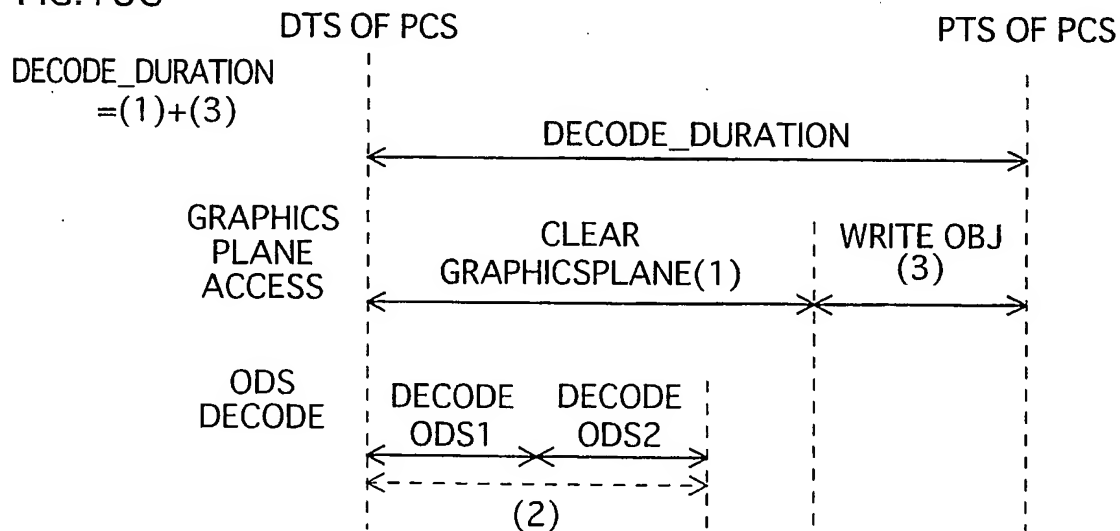 DTS OF PCS
PTS OF PCS
DECODE_DURATION
=(1)+(3)
DECODE_DURATION
GRAPHICS
PLANE
ACCESS
CLEAR
GRAPHICSPLANE(1)
WRITE OBJ
(3)
ODS
DECODE
DECODE
ODS1
DECODE
ODS2
(2)